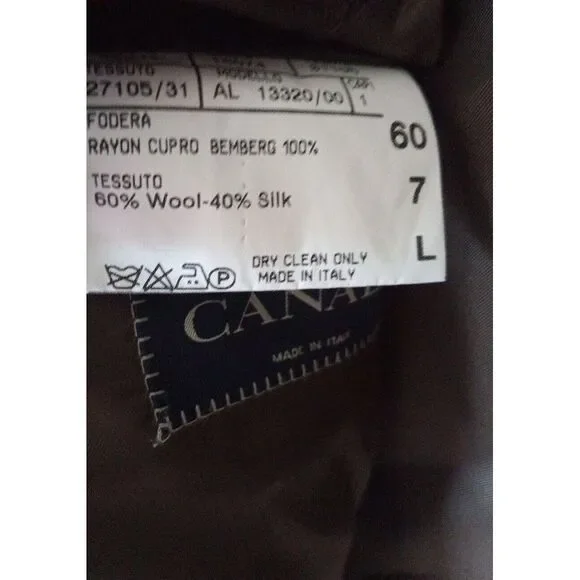 TESSUTO MODELLO CAPI
27105/31 AL 13320/00 1
FODERA
RAYON CUPRO BEMBERG 100%
60
TESSUTO
60% Wool-40% Silk
7
DRY CLEAN ONLY
MADE IN ITALY
L
P
CANAL
MADE IN ITALY